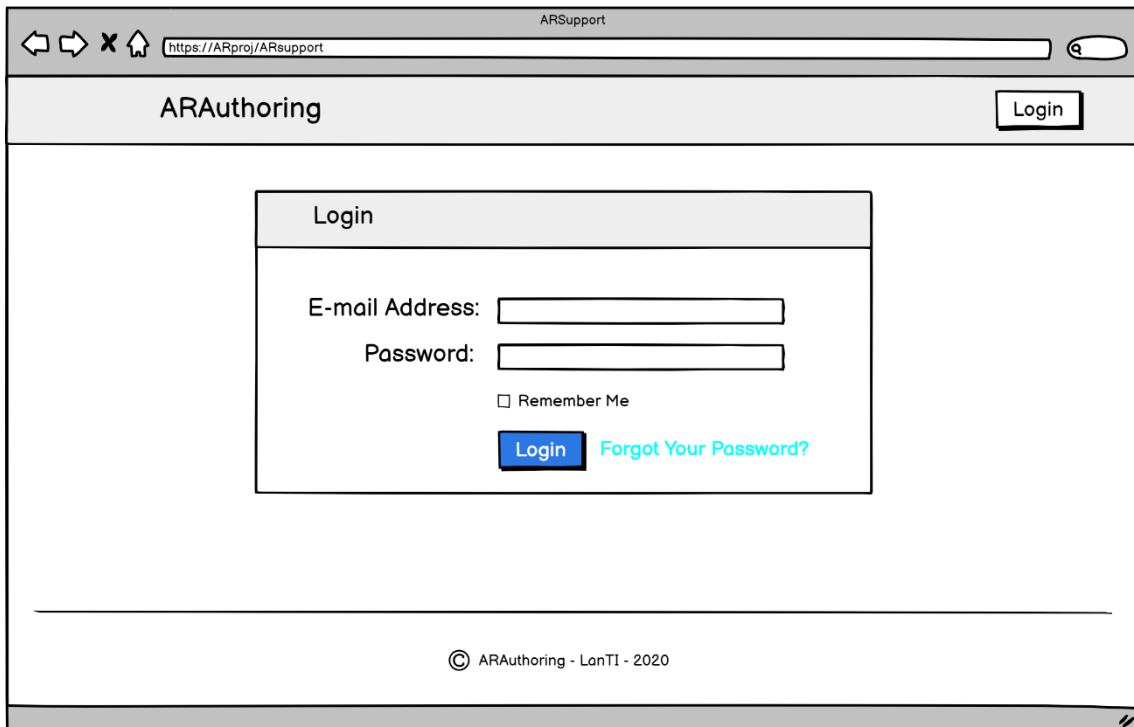 ARSupport
https://ARproj/ARsupport
ARAuthoring
Login
Login
E-mail Address:
Password:
Remember Me
Login Forgot Your Password?
© ARAuthoring - LanTI - 2020